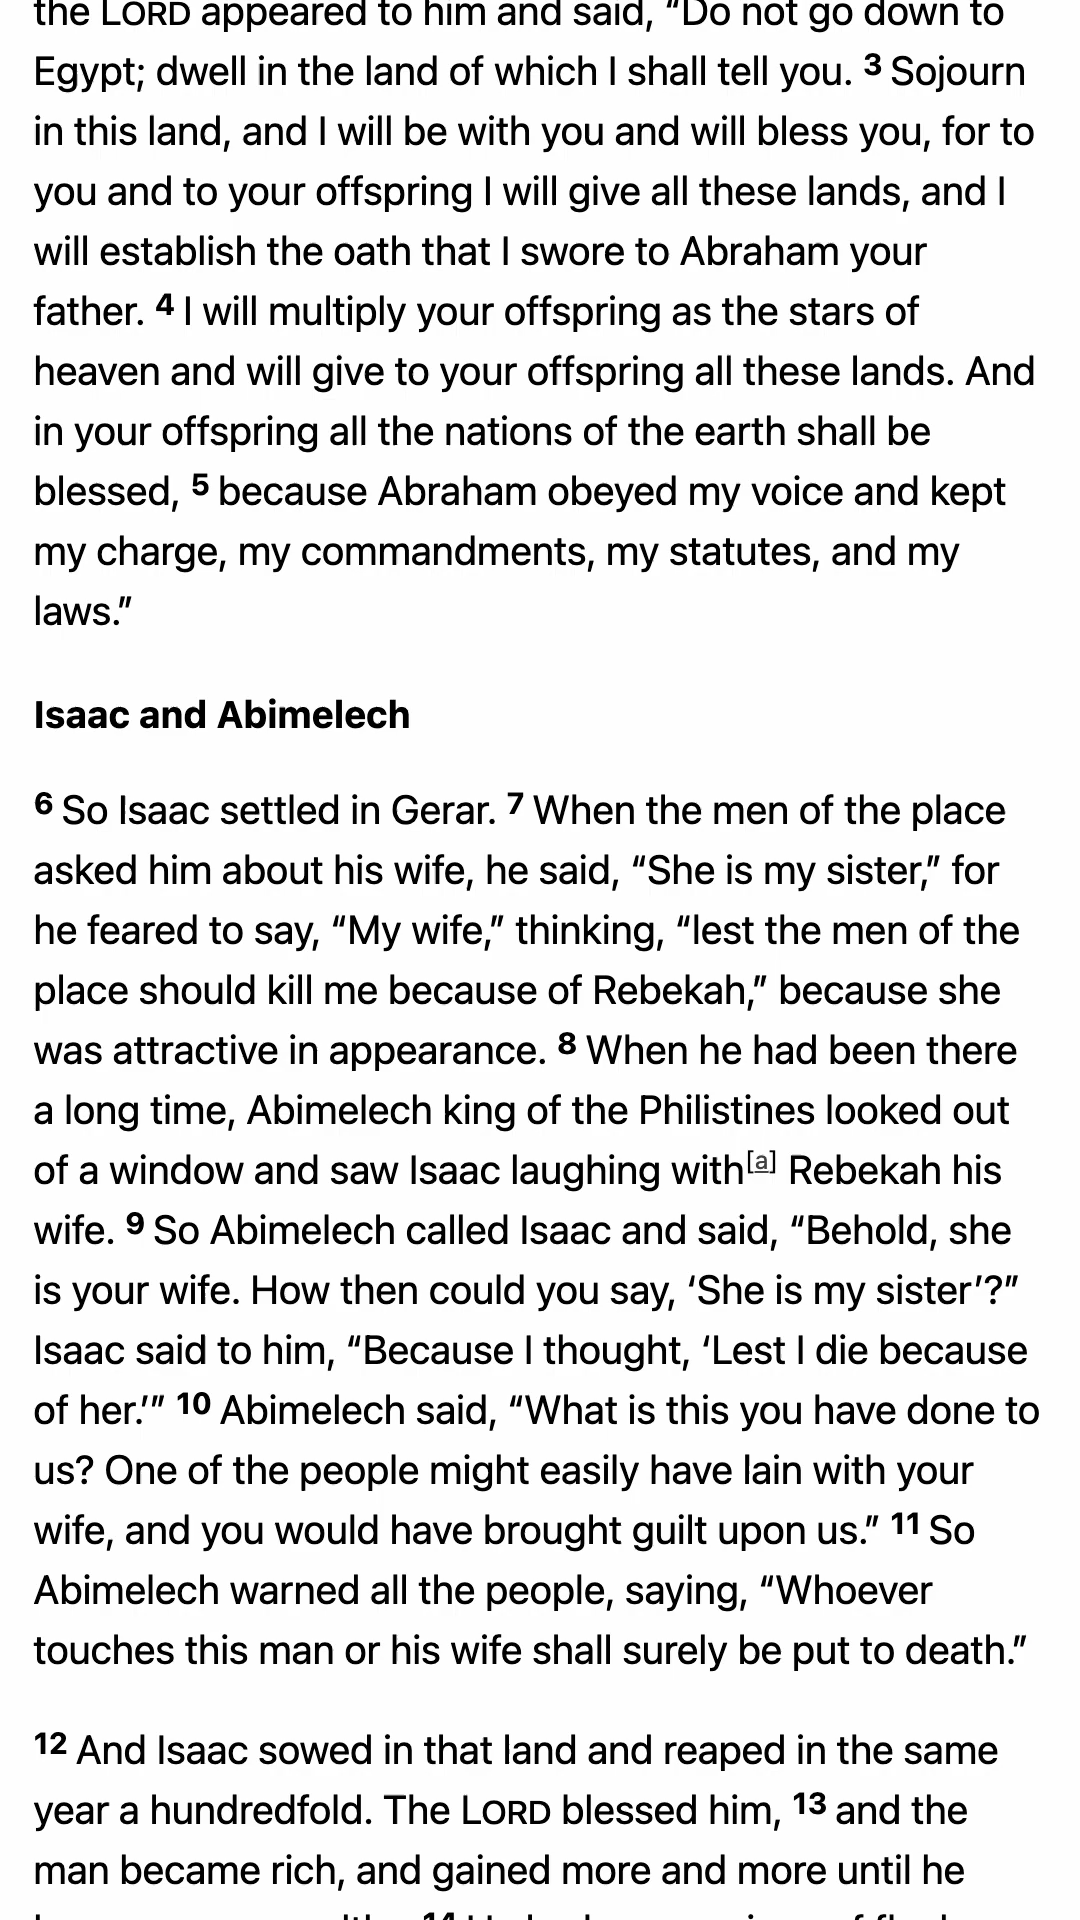 the LORD appeared to him and said, “Do not go down to
Egypt; dwell in the land of which I shall tell you. 3 Sojourn
in this land, and I will be with you and will bless you, for to
you and to your offspring I will give all these lands, and I
will establish the oath that I swore to Abraham your
father. 4 I will multiply your offspring as the stars of
heaven and will give to your offspring all these lands. And
in your offspring all the nations of the earth shall be
blessed, 5 because Abraham obeyed my voice and kept
my charge, my commandments, my statutes, and my
laws.”
Isaac and Abimelech
6 So Isaac settled in Gerar. 7 When the men of the place
asked him about his wife, he said, “She is my sister,” for
he feared to say, “My wife,” thinking, “lest the men of the
place should kill me because of Rebekah,” because she
was attractive in appearance. 8 When he had been there
a long time, Abimelech king of the Philistines looked out
of a window and saw Isaac laughing with[a] Rebekah his
wife. 9 So Abimelech called Isaac and said, “Behold, she
is your wife. How then could you say, ‘She is my sister’?”
Isaac said to him, “Because I thought, ‘Lest I die because
of her.’” 10 Abimelech said, “What is this you have done to
us? One of the people might easily have lain with your
wife, and you would have brought guilt upon us.” 11 So
Abimelech warned all the people, saying, “Whoever
touches this man or his wife shall surely be put to death.”
12 And Isaac sowed in that land and reaped in the same
year a hundredfold. The LORD blessed him, 13 and the
man became rich, and gained more and more until he